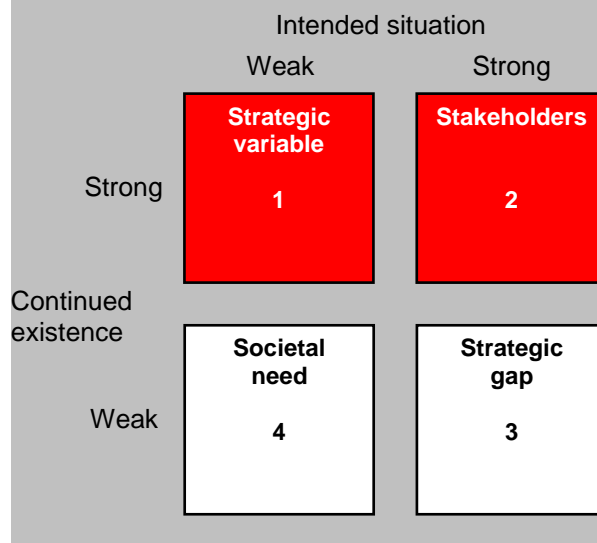 Intended situation
Weak Strong
Strategic
variable
Stakeholders
Strong
1
2
Continued
existence
Societal
need
Strategic
gap
Weak
4
3